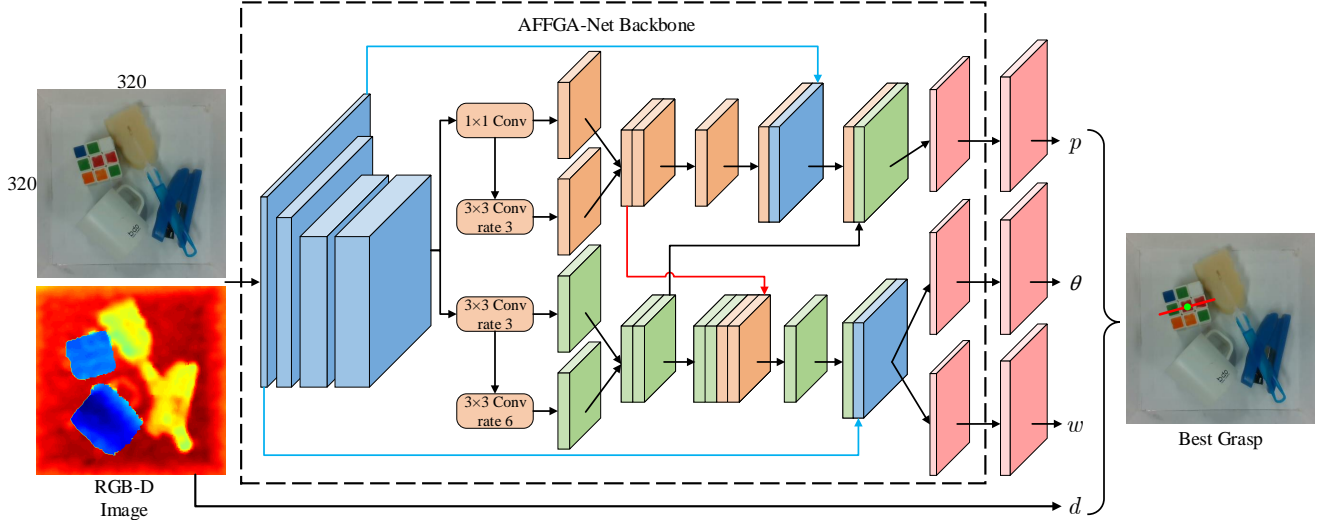 AFFGA-Net Backbone
320
320
1×1 Conv
3×3 Conv
rate 3
3×3 Conv
rate 3
3×3 Conv
rate 6
p
θ
w
d
RGB-D
Image
Best Grasp